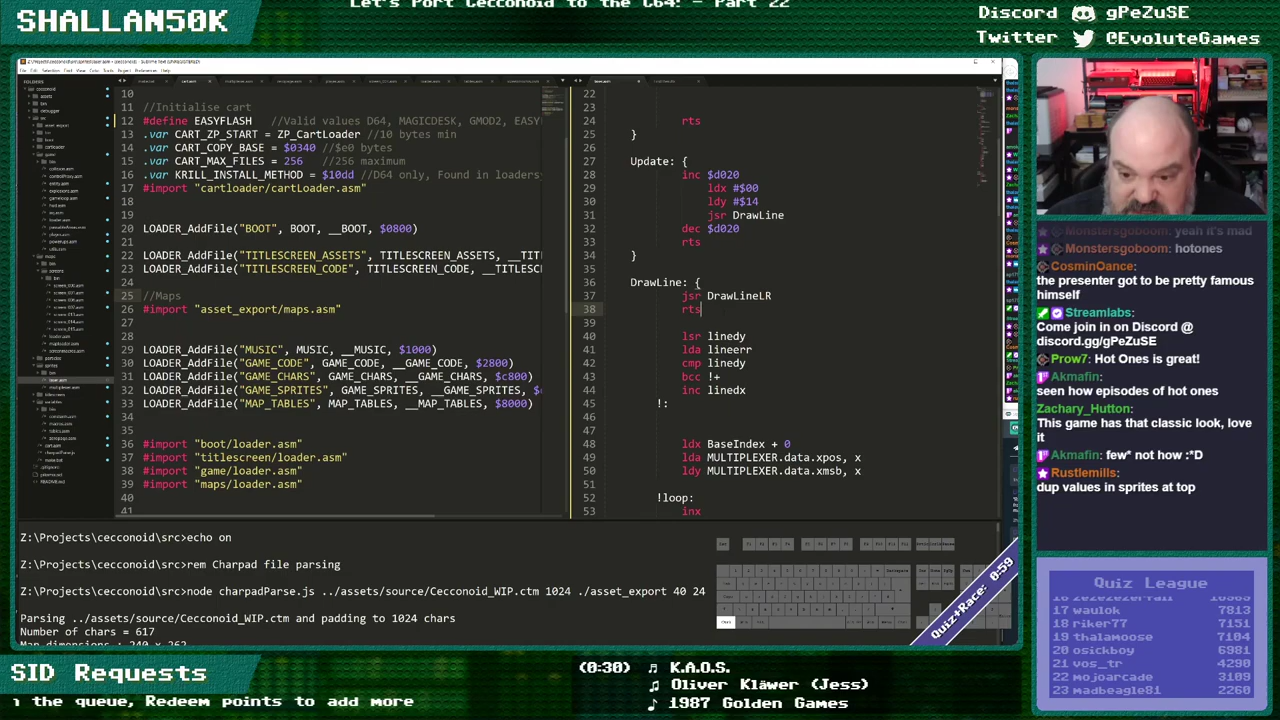 SHALLAN50K
Let's Port Cecconoid to the C64! - Part 22
Discord gPeZuSE
Twitter @EvoluteGames
10
11 //Initialise cart
12 #define EASYFLASH //Valid values D64, MAGICDESK, GMOD2, EASY
13 .var CART_ZP_START = ZP_CartLoader //10 bytes min
14 .var CART_COPY_BASE = $0340 //$e0 bytes
15 .var CART_MAX_FILES = 256 //256 maximum
16 .var KRILL_INSTALL_METHOD = $10dd //D64 only, Found in loaders
17 #import "cartloader/cartLoader.asm"
18
19
20 LOADER_AddFile("BOOT", BOOT, __BOOT, $0800)
21
22 LOADER_AddFile("TITLESCREEN_ASSETS", TITLESCREEN_ASSETS, __TIT
23 LOADER_AddFile("TITLESCREEN_CODE", TITLESCREEN_CODE, __TITLESC
24
25 //Maps
26 #import "asset_export/maps.asm"
27
28
29 LOADER_AddFile("MUSIC", MUSIC, __MUSIC, $1000)
30 LOADER_AddFile("GAME_CODE", GAME_CODE, __GAME_CODE, $2800)
31 LOADER_AddFile("GAME_CHARS", GAME_CHARS, __GAME_CHARS, $c800)
32 LOADER_AddFile("GAME_SPRITES", GAME_SPRITES, __GAME_SPRITES, $
33 LOADER_AddFile("MAP_TABLES", MAP_TABLES, __MAP_TABLES, $8000)
34
35
36 #import "boot/loader.asm"
37 #import "titlescreen/loader.asm"
38 #import "game/loader.asm"
39 #import "maps/loader.asm"
40
41
22
23
24 rts
25 }
26
27 Update: {
28 inc $d020
29 ldx #$00
30 ldy #$14
31 jsr DrawLine
32 dec $d020
33 rts
34 }
35
36 DrawLine: {
37 jsr DrawLineLR
38 rts
39
40 lsr linedy
41 lda lineerr
42 cmp linedy
43 bcc !+
44 inc linedx
45 !:
46
47
48 ldx BaseIndex + 0
49 lda MULTIPLEXER.data.xpos, x
50 ldy MULTIPLEXER.data.xmsb, x
51
52 !loop:
53 inx
Z:\Projects\cecconoid\src>echo on
Z:\Projects\cecconoid\src>rem Charpad file parsing
Z:\Projects\cecconoid\src>node charpadParse.js ../assets/source/Cecconoid_WIP.ctm 1024 ./asset_export 40 24
Parsing ../assets/source/Cecconoid_WIP.ctm and padding to 1024 chars
Number of chars = 617
Map dimensions : 240 x 262
Quiz+Race: 0:59
Monstersgoboom: yeah it's mad
Monstersgoboom: hotones
CosminOance:
the presenter got to be pretty famous
himself
Streamlabs:
Come join in on Discord @
discord.gg/gPeZuSE
Prow7: Hot Ones is great!
Akmafin:
seen how episodes of hot ones
Zachary_Hutton:
This game has that classic look, love
it
Akmafin: few* not how :*D
Rustlemills:
dup values in sprites at top
Quiz League
17 waulok 7813
18 riker77 7151
19 thalamoose 7104
20 osickboy 6981
21 vos_tr 4290
22 mojoarcade 3109
23 madbeagle81 2260
SID Requests
n the queue, Redeem points to add more
(0:30) K.A.O.S.
Oliver Kläwer (Jess)
1987 Golden Games